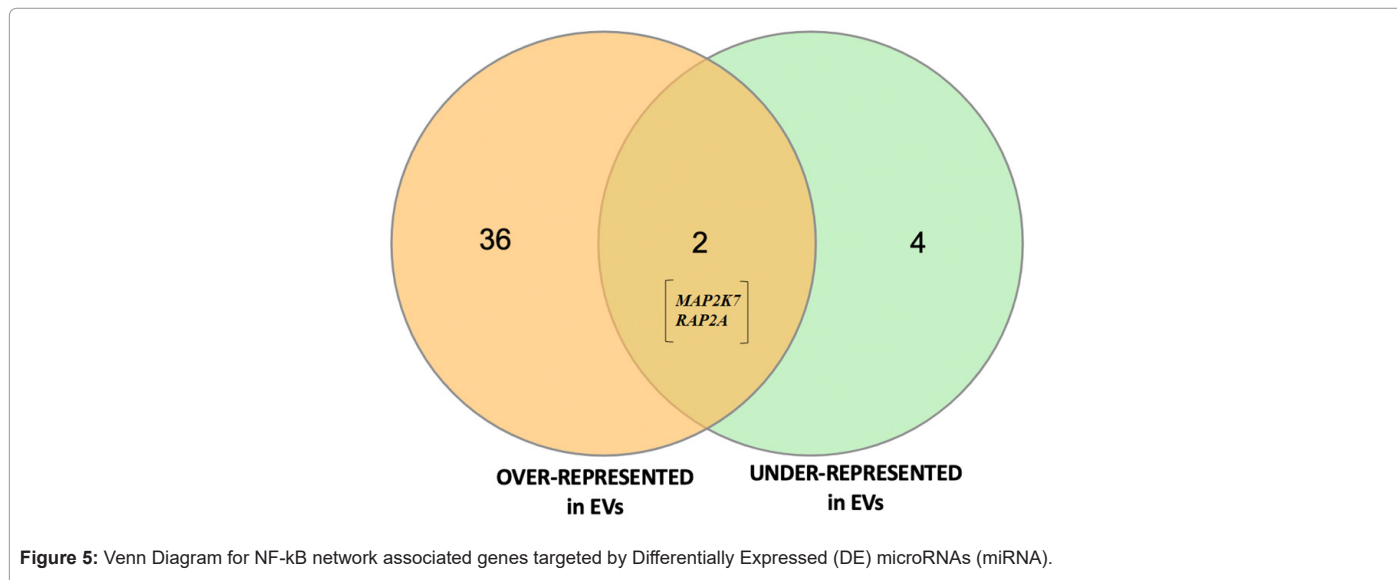 36
2
4
MAP2K7
RAP2A
OVER-REPRESENTED
in EVs
UNDER-REPRESENTED
in EVs
Figure 5: Venn Diagram for NF-kB network associated genes targeted by Differentially Expressed (DE) microRNAs (miRNA).